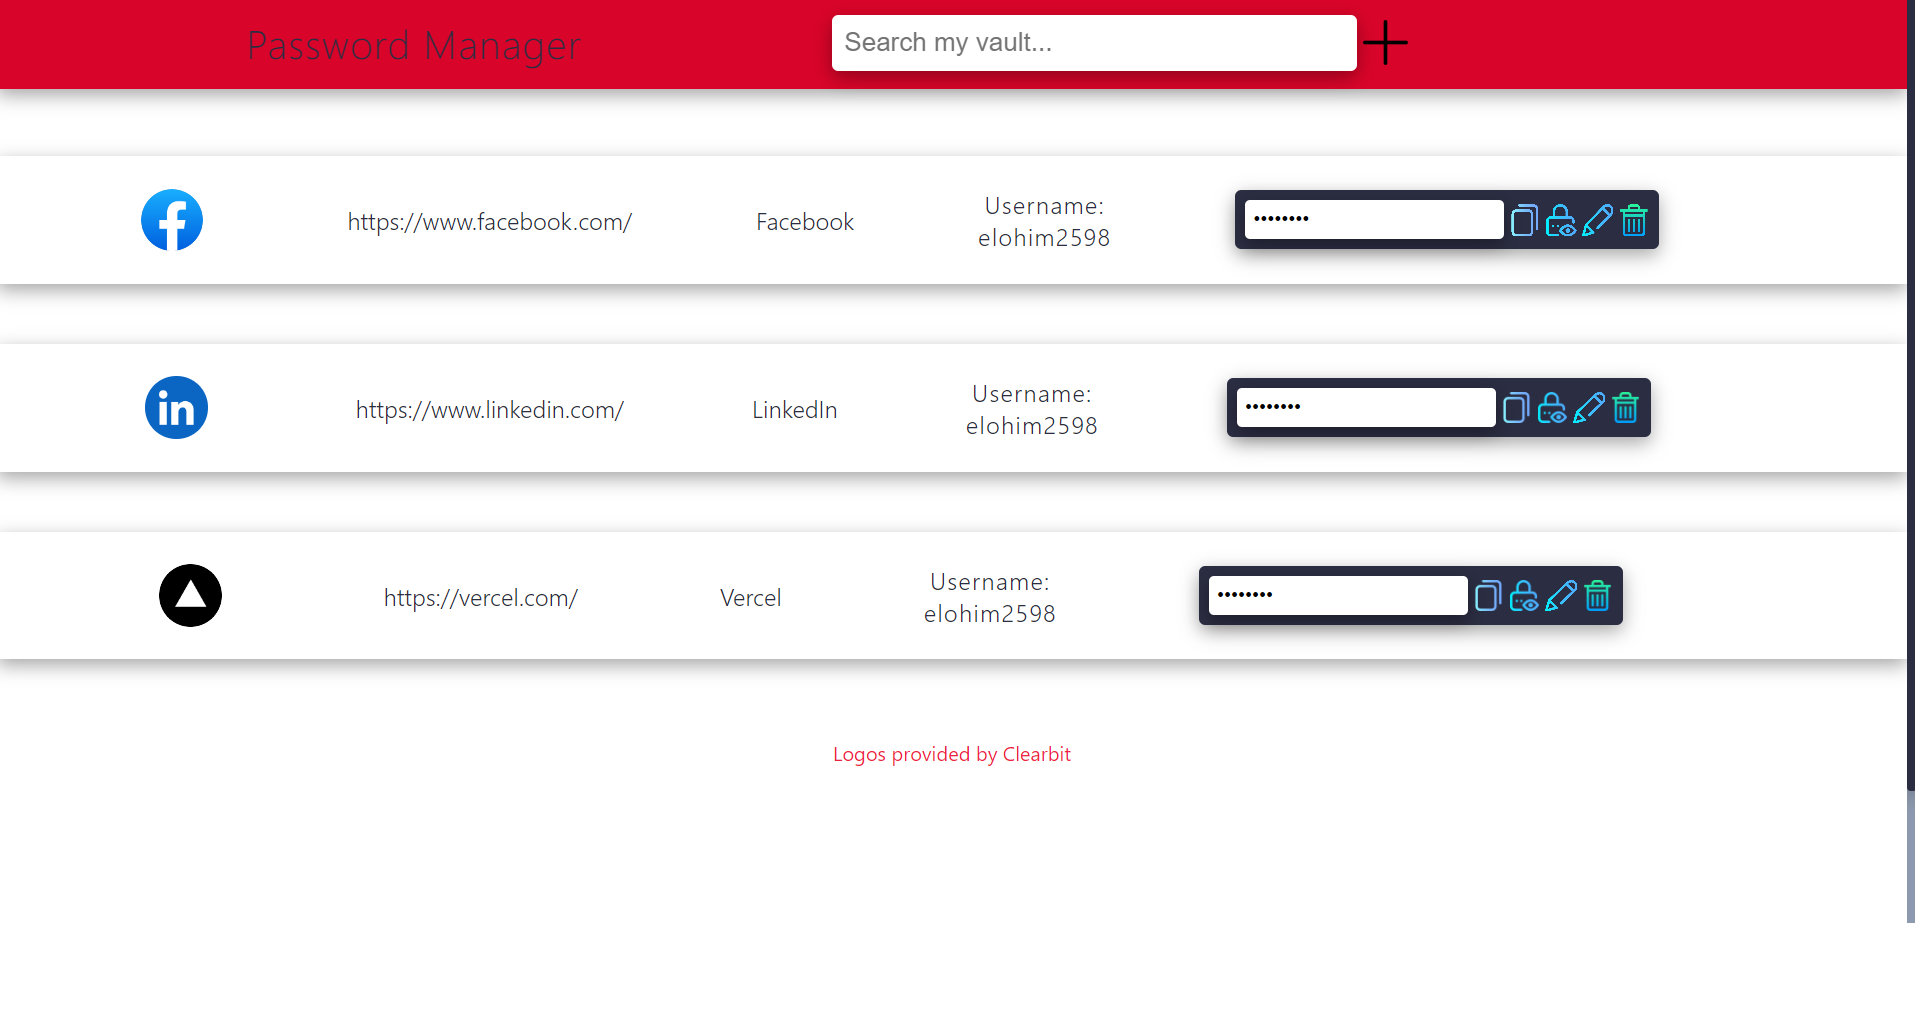 Password Manager
Search my vault...
https://www.facebook.com/
Facebook
Username:
elohim2598
••••••••
in
https://www.linkedin.com/
LinkedIn
Username:
elohim2598
••••••••
https://vercel.com/
Vercel
Username:
elohim2598
••••••••
Logos provided by Clearbit